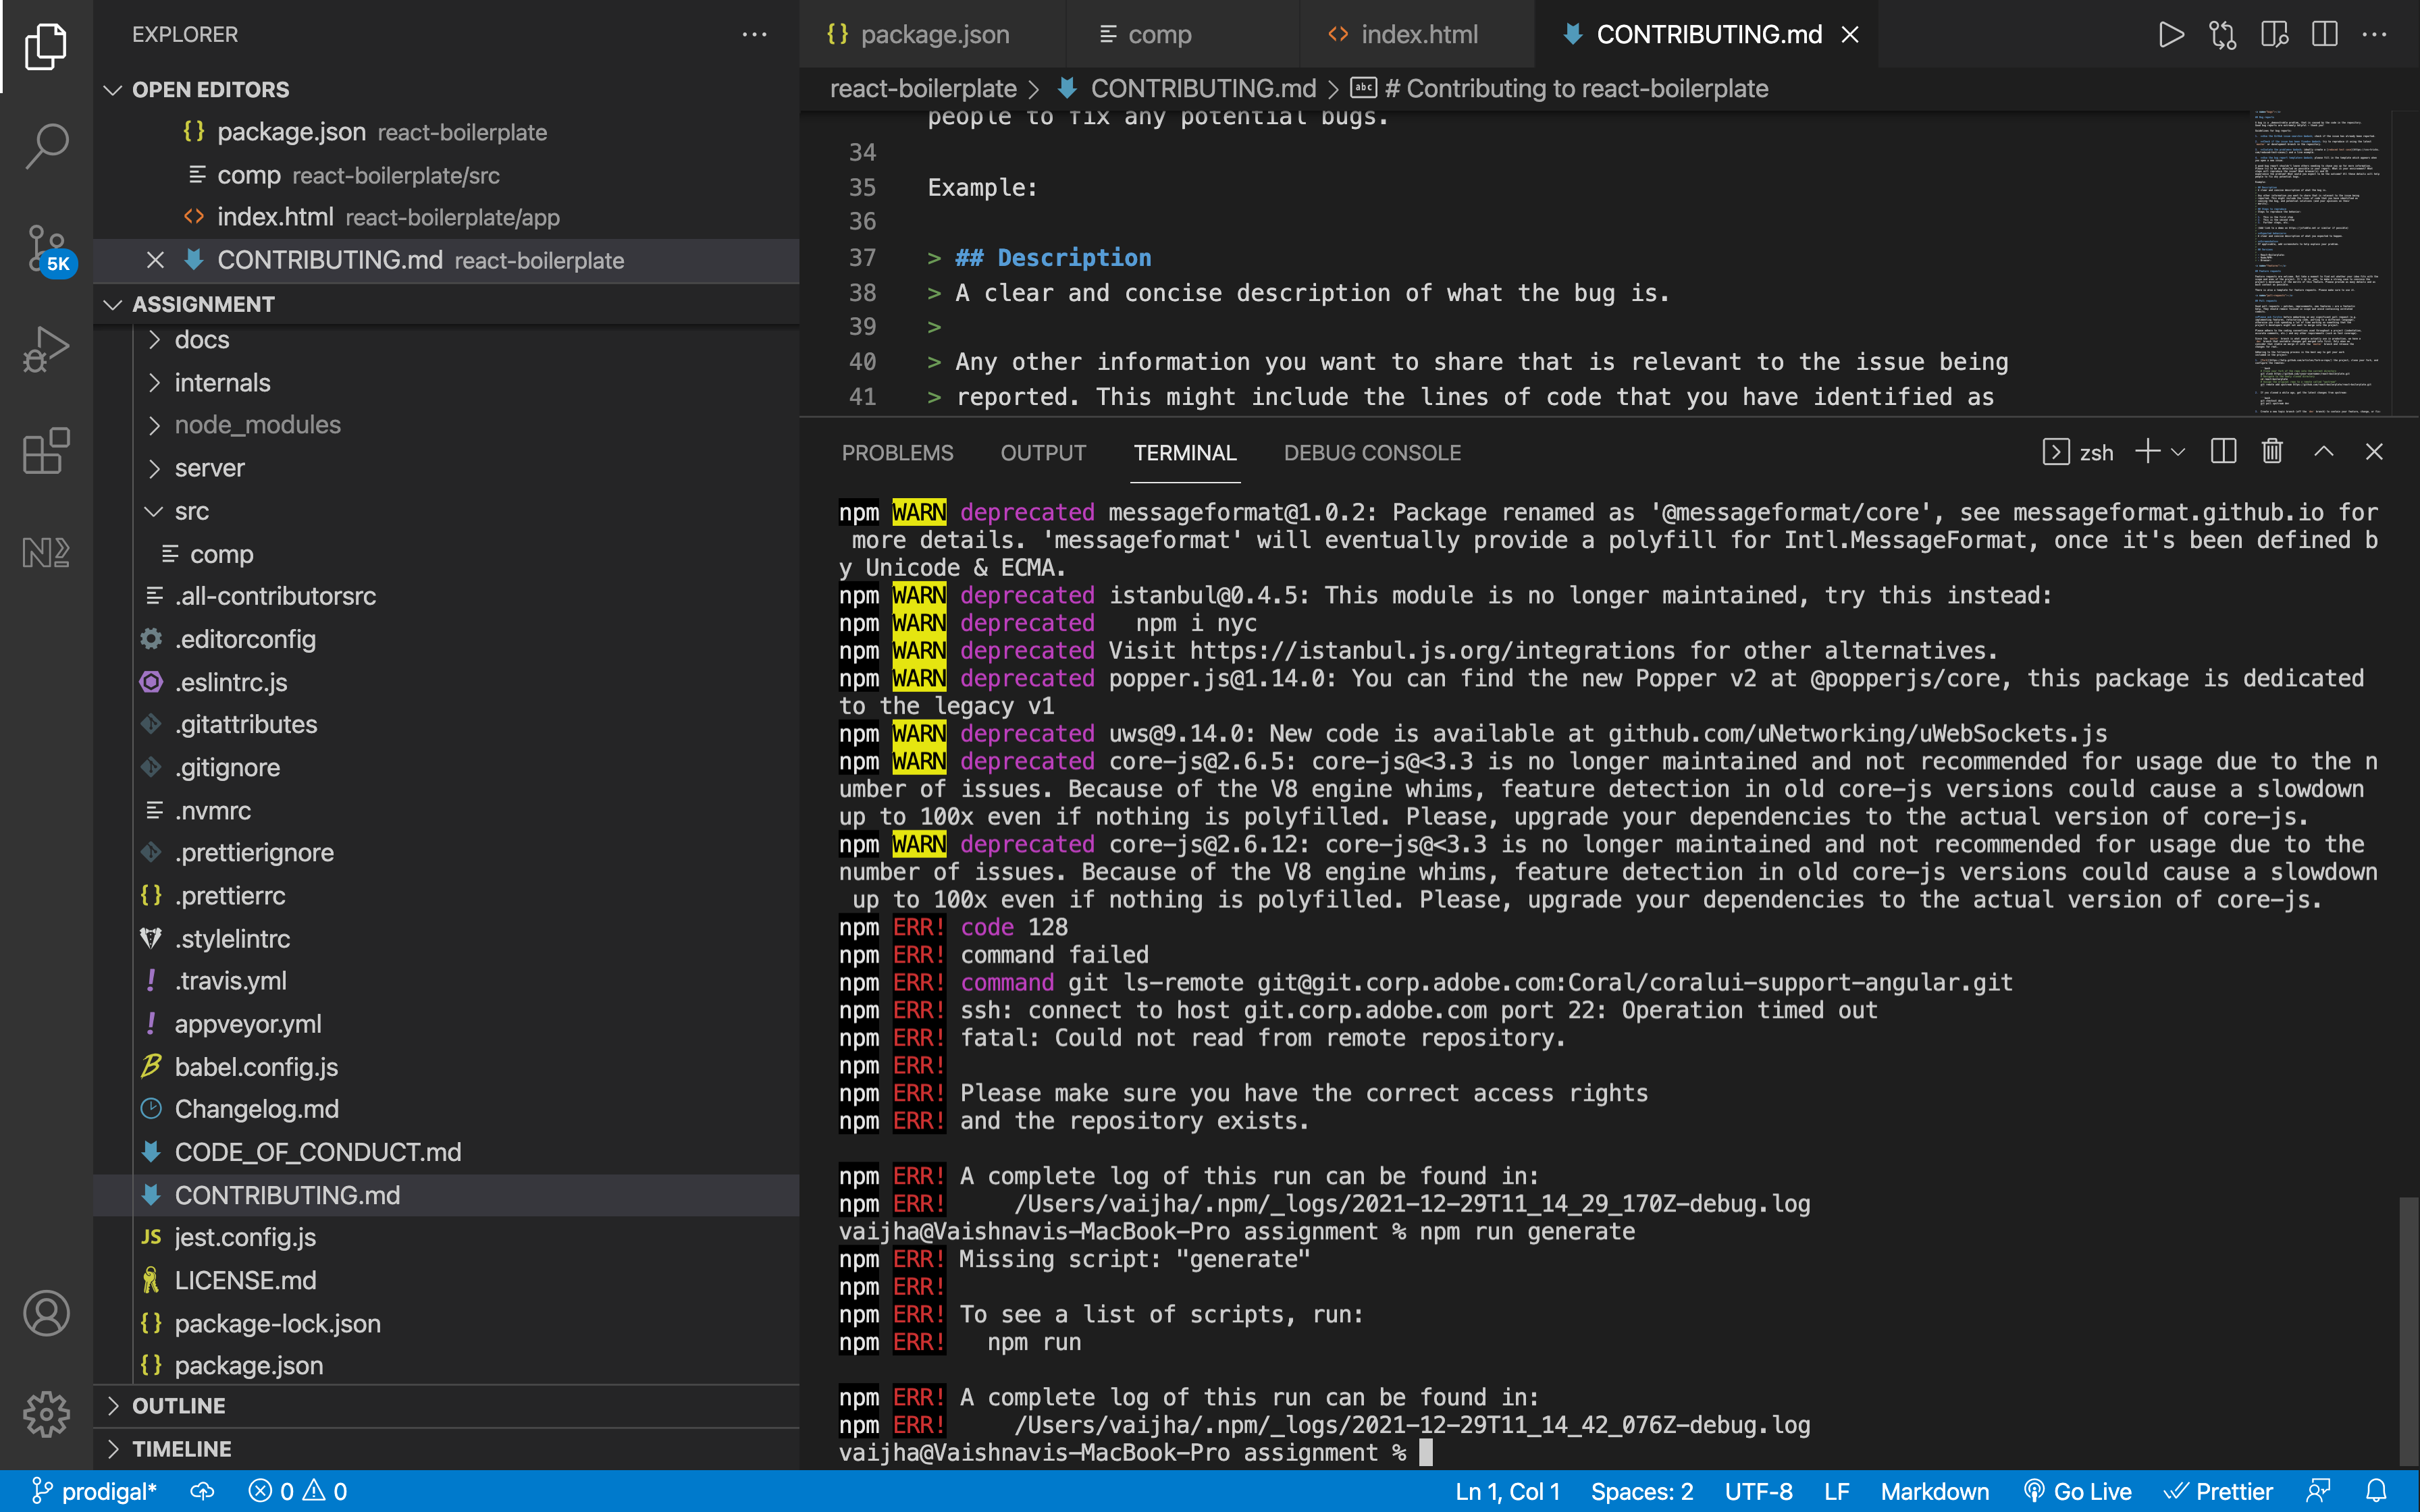 EXPLORER
OPEN EDITORS
package.json react-boilerplate
comp react-boilerplate/src
index.html react-boilerplate/app
CONTRIBUTING.md react-boilerplate
5K
ASSIGNMENT
docs
internals
node_modules
server
src
comp
.all-contributorsrc
.editorconfig
.eslintrc.js
.gitattributes
.gitignore
.nvmrc
.prettierignore
.prettierrc
.stylelintrc
.travis.yml
appveyor.yml
babel.config.js
Changelog.md
CODE_OF_CONDUCT.md
CONTRIBUTING.md
jest.config.js
LICENSE.md
package-lock.json
package.json
OUTLINE
TIMELINE
package.json comp index.html CONTRIBUTING.md
react-boilerplate > CONTRIBUTING.md > abc # Contributing to react-boilerplate
people to fix any potential bugs.
34
35 Example:
36
37 > ## Description
38 > A clear and concise description of what the bug is.
39 >
40 > Any other information you want to share that is relevant to the issue being
41 > reported. This might include the lines of code that you have identified as
PROBLEMS OUTPUT TERMINAL DEBUG CONSOLE zsh
npm WARN deprecated messageformat@1.0.2: Package renamed as '@messageformat/core', see messageformat.github.io for
more details. 'messageformat' will eventually provide a polyfill for Intl.MessageFormat, once it's been defined b
y Unicode & ECMA.
npm WARN deprecated istanbul@0.4.5: This module is no longer maintained, try this instead:
npm WARN deprecated   npm i nyc
npm WARN deprecated Visit https://istanbul.js.org/integrations for other alternatives.
npm WARN deprecated popper.js@1.14.0: You can find the new Popper v2 at @popperjs/core, this package is dedicated
to the legacy v1
npm WARN deprecated uws@9.14.0: New code is available at github.com/uNetworking/uWebSockets.js
npm WARN deprecated core-js@2.6.5: core-js@<3.3 is no longer maintained and not recommended for usage due to the n
umber of issues. Because of the V8 engine whims, feature detection in old core-js versions could cause a slowdown
up to 100x even if nothing is polyfilled. Please, upgrade your dependencies to the actual version of core-js.
npm WARN deprecated core-js@2.6.12: core-js@<3.3 is no longer maintained and not recommended for usage due to the
number of issues. Because of the V8 engine whims, feature detection in old core-js versions could cause a slowdown
up to 100x even if nothing is polyfilled. Please, upgrade your dependencies to the actual version of core-js.
npm ERR! code 128
npm ERR! command failed
npm ERR! command git ls-remote git@git.corp.adobe.com:Coral/coralui-support-angular.git
npm ERR! ssh: connect to host git.corp.adobe.com port 22: Operation timed out
npm ERR! fatal: Could not read from remote repository.
npm ERR!
npm ERR! Please make sure you have the correct access rights
npm ERR! and the repository exists.
npm ERR! A complete log of this run can be found in:
npm ERR!     /Users/vaijha/.npm/_logs/2021-12-29T11_14_29_170Z-debug.log
vaijha@Vaishnavis-MacBook-Pro assignment % npm run generate
npm ERR! Missing script: "generate"
npm ERR!
npm ERR! To see a list of scripts, run:
npm ERR!   npm run
npm ERR! A complete log of this run can be found in:
npm ERR!     /Users/vaijha/.npm/_logs/2021-12-29T11_14_42_076Z-debug.log
vaijha@Vaishnavis-MacBook-Pro assignment %
prodigal* 0 0 Ln 1, Col 1 Spaces: 2 UTF-8 LF Markdown Go Live Prettier